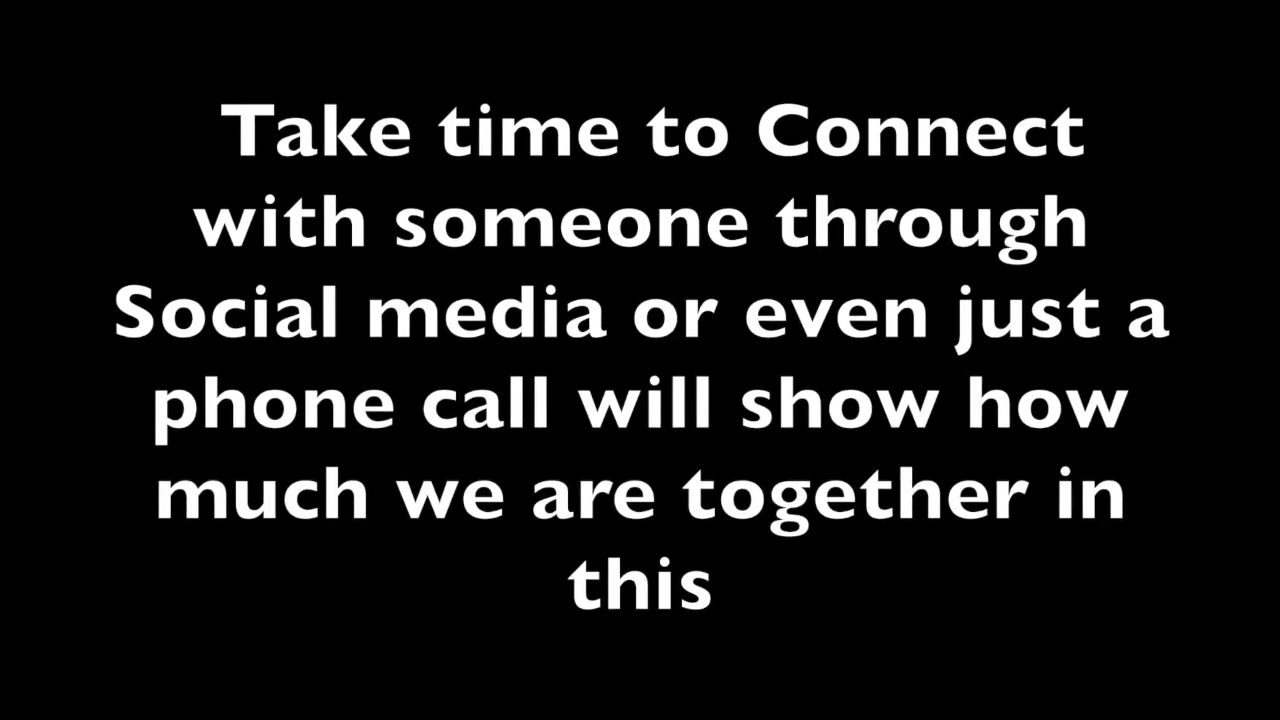 Take time to Connect
with someone through
Social media or even just a
phone call will show how
much we are together in
this